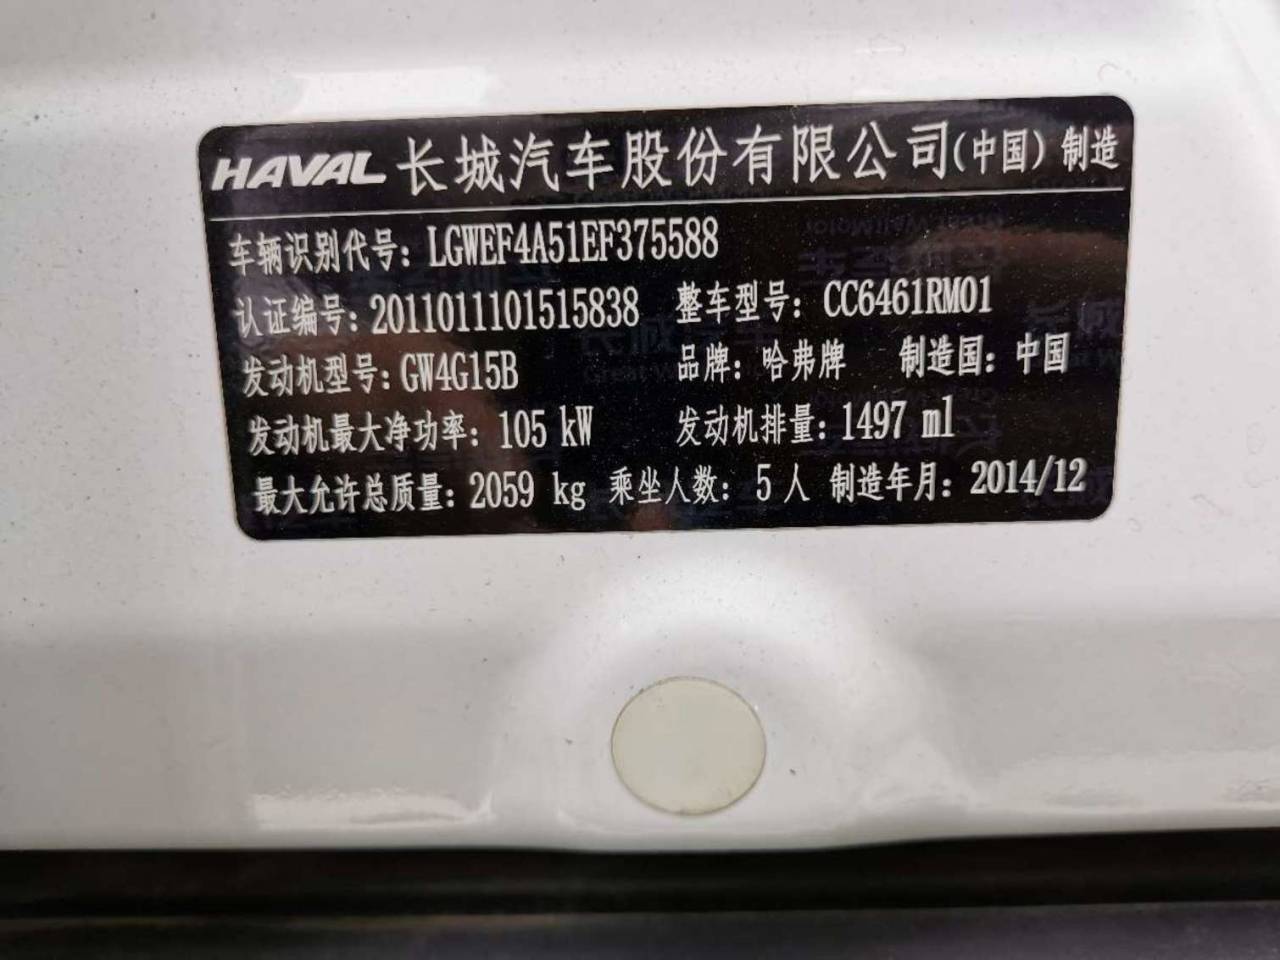 HAVAL 长城汽车股份有限公司(中国)制造
车辆识别代号：LGWEF4A51EF375588
认证编号：2011011101515838 整车型号：CC6461RM01
发动机型号：GW4G15B 品牌：哈弗牌 制造国：中国
发动机最大净功率：105 kW 发动机排量：1497 ml
最大允许总质量：2059 kg 乘坐人数：5人 制造年月：2014/12